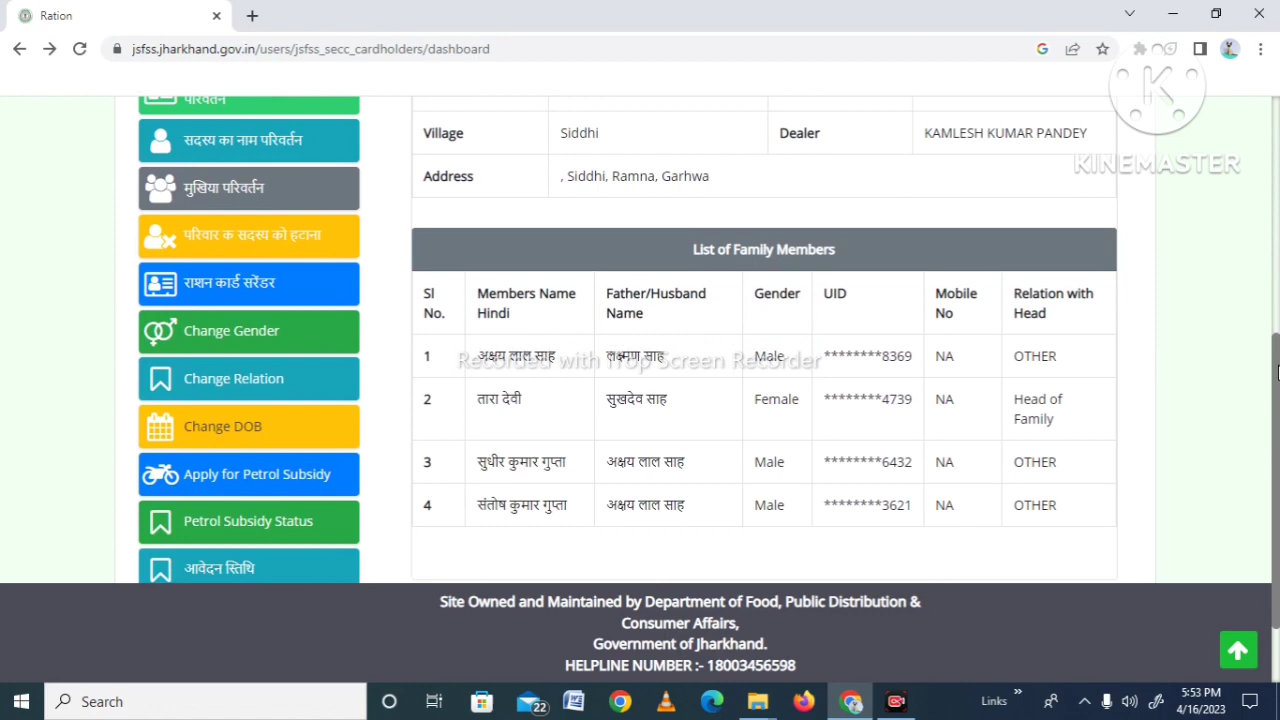 Ration
jsfss.jharkhand.gov.in/users/jsfss_secc_cardholders/dashboard
K
KINEMASTER
परिवर्तन
सदस्य का नाम परिवर्तन
मुखिया परिवर्तन
परिवार क सदस्य को हटाना
राशन कार्ड सरेंडर
Change Gender
Change Relation
Change DOB
Apply for Petrol Subsidy
Petrol Subsidy Status
आवेदन स्तिथि
Village Siddhi Dealer KAMLESH KUMAR PANDEY
Address , Siddhi, Ramna, Garhwa
List of Family Members
Sl No. Members Name Hindi Father/Husband Name Gender UID Mobile No Relation with Head
1 अक्षय लाल साह लक्ष्मण साह Male ********8369 NA OTHER
Recorded with iTop Screen Recorder
2 तारा देवी सुखदेव साह Female ********4739 NA Head of Family
3 सुधीर कुमार गुप्ता अक्षय लाल साह Male ********6432 NA OTHER
4 संतोष कुमार गुप्ता अक्षय लाल साह Male ********3621 NA OTHER
Site Owned and Maintained by Department of Food, Public Distribution &
Consumer Affairs,
Government of Jharkhand.
HELPLINE NUMBER :- 18003456598
Search
22
Links
5:53 PM
4/16/2023